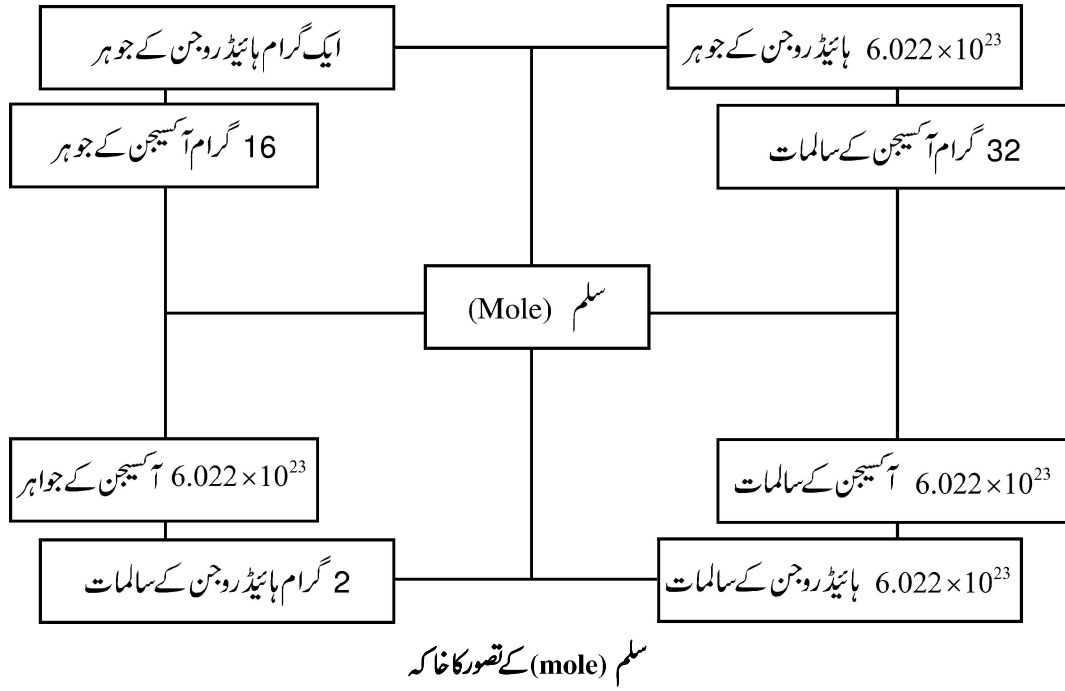 6.022×10²³ ہائیڈروجن کے جوہر
ایک گرام ہائیڈروجن کے جوہر
32 گرام آکسیجن کے سالمات
16 گرام آکسیجن کے جوہر
سلم (Mole)
6.022×10²³ آکسیجن کے سالمات
6.022×10²³ آکسیجن کے جواہر
6.022×10²³ ہائیڈروجن کے سالمات
2 گرام ہائیڈروجن کے سالمات
سلم (mole) کے تصور کا خاکہ